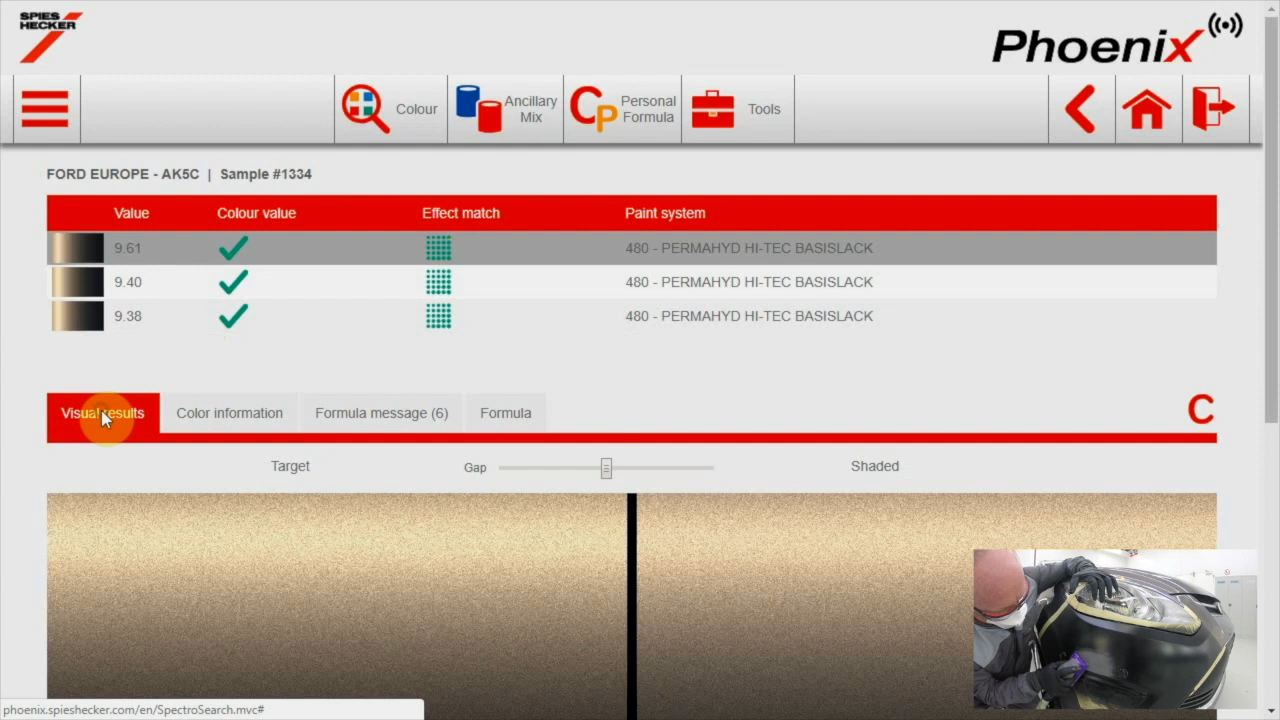 SPIES
HECKER
Phoenix
Colour
Ancillary
Mix
CP
Personal
Formula
Tools
FORD EUROPE - AK5C | Sample #1334
Value Colour value Effect match Paint system
9.61 480 - PERMAHYD HI-TEC BASISLACK
9.40 480 - PERMAHYD HI-TEC BASISLACK
9.38 480 - PERMAHYD HI-TEC BASISLACK
Visual results Color information Formula message (6) Formula C
Target Gap Shaded
phoenix.spieshecker.com/en/SpectroSearch.mvc#